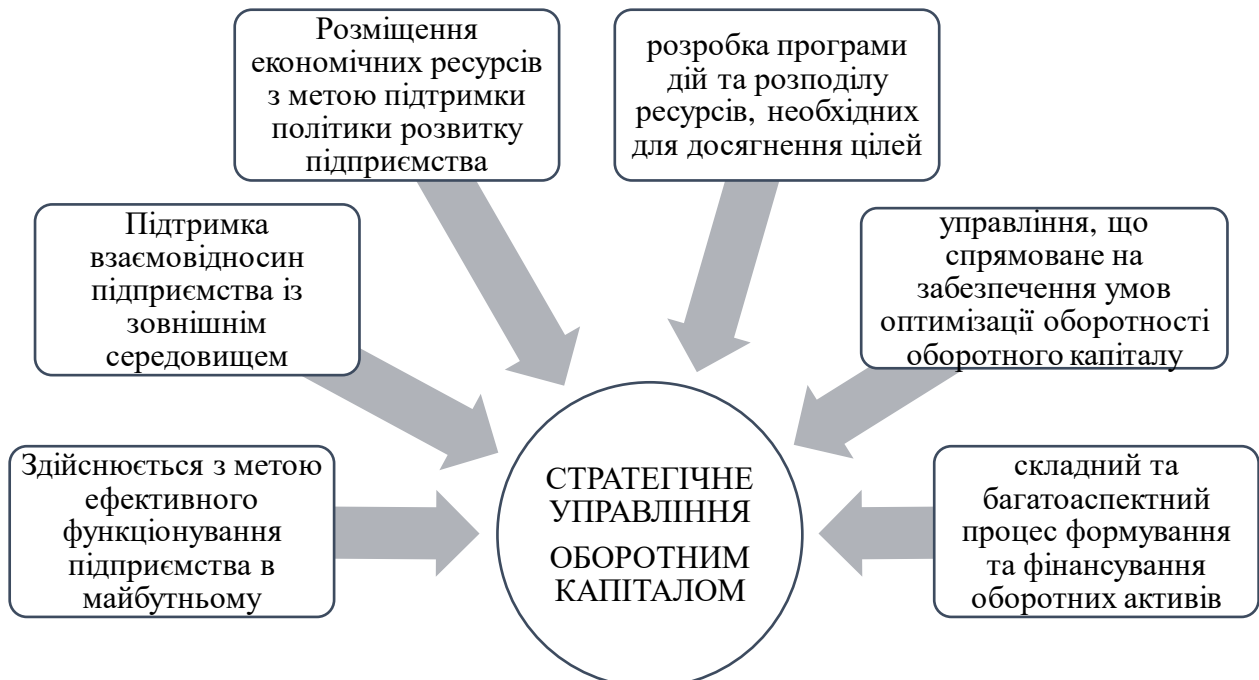 Розміщення
економічних ресурсів
з метою підтримки
політики розвитку
підприємства
розробка програми
дій та розподілу
ресурсів, необхідних
для досягнення цілей
Підтримка
взаємовідносин
підприємства із
зовнішнім
середовищем
управління, що
спрямоване на
забезпечення умов
оптимізації оборотності
оборотного капіталу
Здійснюється з метою
ефективного
функціонування
підприємства в
майбутньому
СТРАТЕГІЧНЕ
УПРАВЛІННЯ
ОБОРОТНИМ
КАПІТАЛОМ
складний та
багатоаспектний
процес формування
та фінансування
оборотних активів